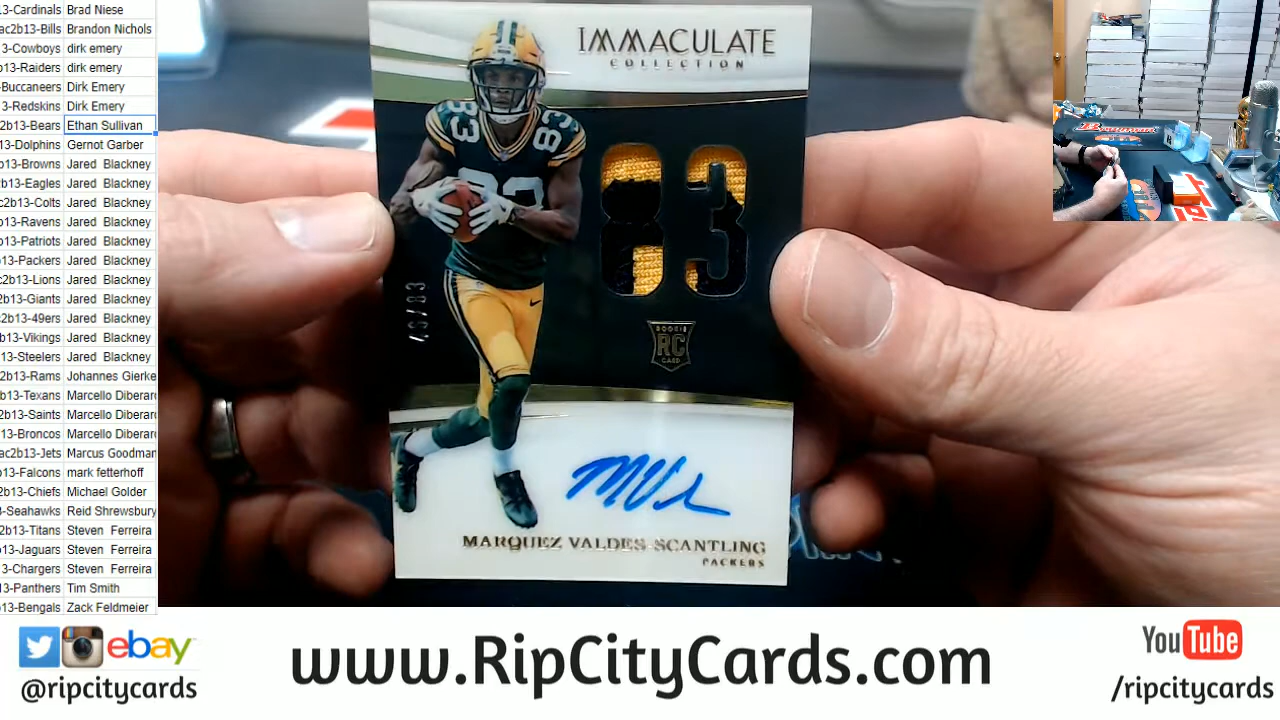 13-Cardinals Brad Niese
ac2b13-Bills Brandon Nichols
3-Cowboys dirk emery
b13-Raiders dirk emery
-Buccaneers Dirk Emery
3-Redskins Dirk Emery
2b13-Bears Ethan Sullivan
13-Dolphins Gernot Garber
b13-Browns Jared Blackney
b13-Eagles Jared Blackney
c2b13-Colts Jared Blackney
b13-Ravens Jared Blackney
13-Patriots Jared Blackney
b13-Packers Jared Blackney
c2b13-Lions Jared Blackney
2b13-Giants Jared Blackney
2b13-49ers Jared Blackney
b13-Vikings Jared Blackney
13-Steelers Jared Blackney
2b13-Rams Johannes Gierke
b13-Texans Marcello Diberard
2b13-Saints Marcello Diberard
13-Broncos Marcello Diberard
ac2b13-Jets Marcus Goodman
b13-Falcons mark fetterhoff
2b13-Chiefs Michael Golder
-Seahawks Reid Shrewsbury
2b13-Titans Steven Ferreira
13-Jaguars Steven Ferreira
3-Chargers Steven Ferreira
13-Panthers Tim Smith
13-Bengals Zack Feldmeier
IMMACULATE
COLLECTION
83 83
83
83
ROOKIE
RC
CARD
MARQUEZ VALDES-SCANTLING
PACKERS
BOWMAN
ebay
@ripcitycards
www.RipCityCards.com
YouTube
/ripcitycards